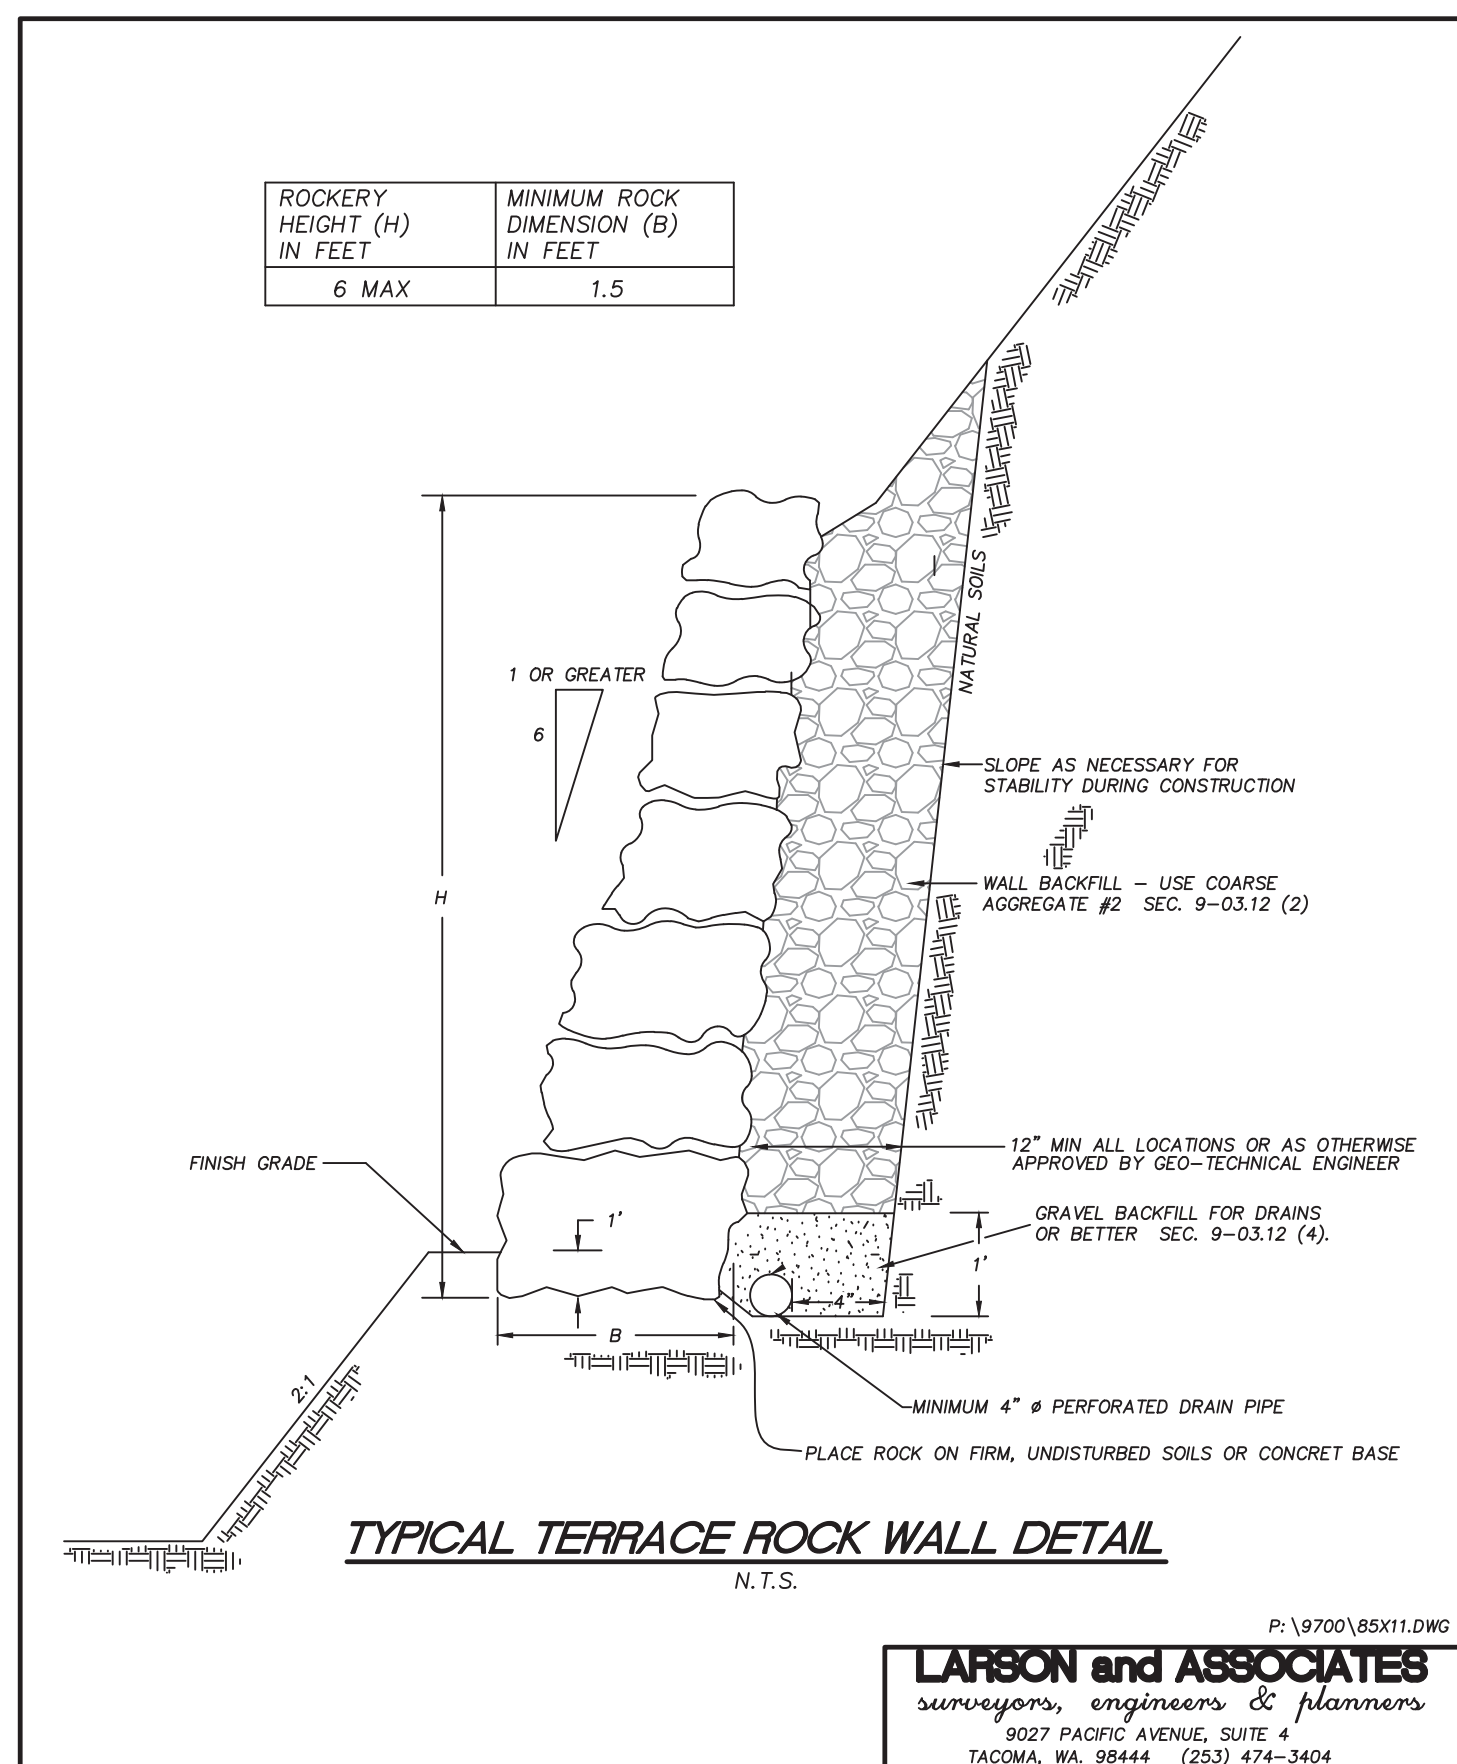 ROCKERY
HEIGHT (H)
IN FEET
MINIMUM ROCK
DIMENSION (B)
IN FEET
6 MAX
1.5
1 OR GREATER
6
H
NATURAL SOILS
SLOPE AS NECESSARY FOR
STABILITY DURING CONSTRUCTION
WALL BACKFILL – USE COARSE
AGGREGATE #2 SEC. 9–03.12 (2)
12" MIN ALL LOCATIONS OR AS OTHERWISE
APPROVED BY GEO–TECHNICAL ENGINEER
FINISH GRADE
1'
GRAVEL BACKFILL FOR DRAINS
OR BETTER SEC. 9–03.12 (4).
1'
4"
B
2:1
MINIMUM 4" ø PERFORATED DRAIN PIPE
PLACE ROCK ON FIRM, UNDISTURBED SOILS OR CONCRET BASE
TYPICAL TERRACE ROCK WALL DETAIL
N.T.S.
P:\9700\85X11.DWG
LARSON and ASSOCIATES
surveyors, engineers & planners
9027 PACIFIC AVENUE, SUITE 4
TACOMA, WA. 98444 (253) 474–3404